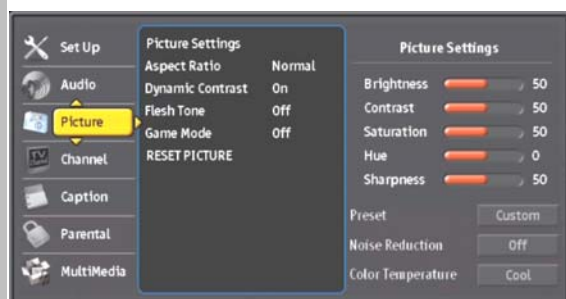 Set Up
Audio
Picture
Channel
Caption
Parental
MultiMedia
Picture Settings
Aspect Ratio Normal
Dynamic Contrast On
Flesh Tone Off
Game Mode Off
RESET PICTURE
Picture Settings
Brightness 50
Contrast 50
Saturation 50
Hue 0
Sharpness 50
Preset Custom
Noise Reduction Off
Color Temperature Cool